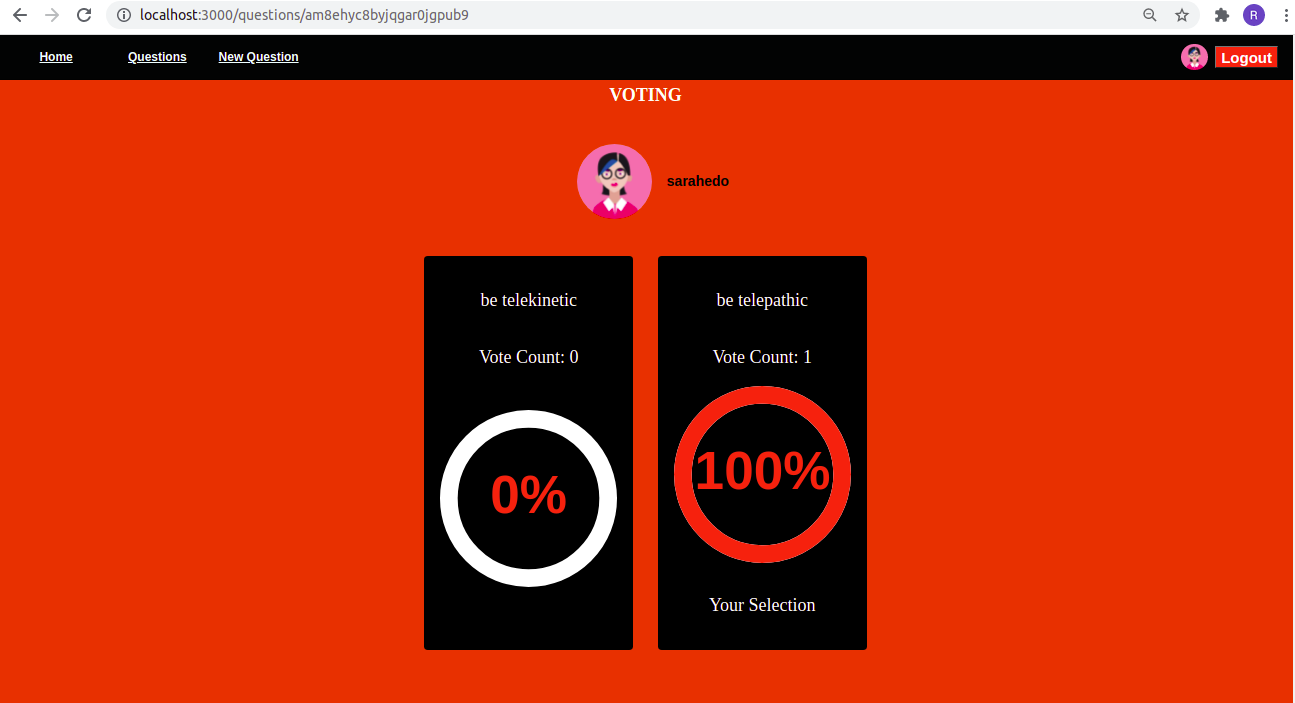 localhost:3000/questions/am8ehyc8byjqgar0jgpub9
R
Home Questions New Question Logout
VOTING
sarahedo
be telekinetic
Vote Count: 0
0%
be telepathic
Vote Count: 1
100%
Your Selection